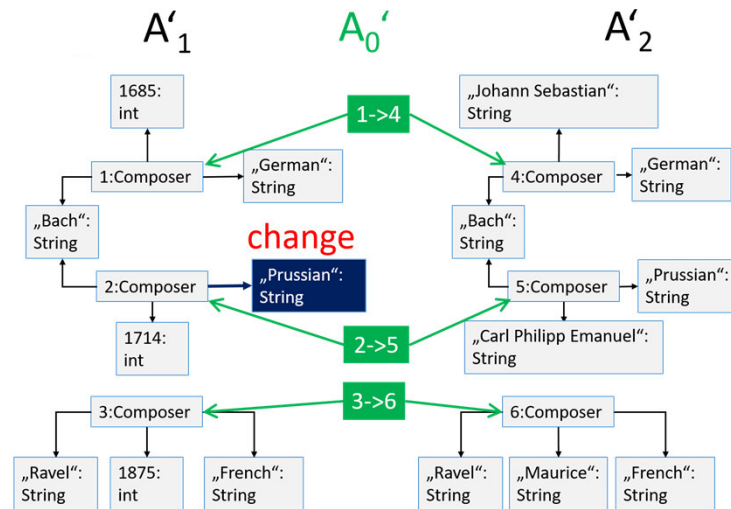 A‘₁
A₀‘
A‘₂
1685:
int
„Johann Sebastian“:
String
1->4
1:Composer
„German“:
String
4:Composer
„German“:
String
„Bach“:
String
„Bach“:
String
change
2:Composer
„Prussian“:
String
5:Composer
„Prussian“:
String
1714:
int
2->5
„Carl Philipp Emanuel“:
String
3:Composer
3->6
6:Composer
„Ravel“:
String
1875:
int
„French“:
String
„Ravel“:
String
„Maurice“:
String
„French“:
String